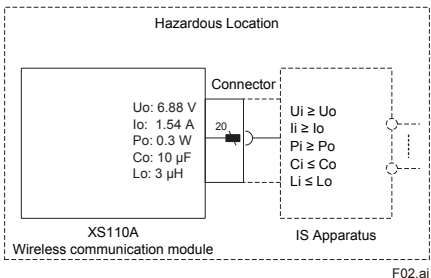 Hazardous Location
Connector
Uo: 6.88 V
Io: 1.54 A
Po: 0.3 W
Co: 10 µF
Lo: 3 µH
20
Ui ≥ Uo
Ii ≥ Io
Pi ≥ Po
Ci ≤ Co
Li ≤ Lo
XS110A
Wireless communication module
IS Apparatus
F02.ai